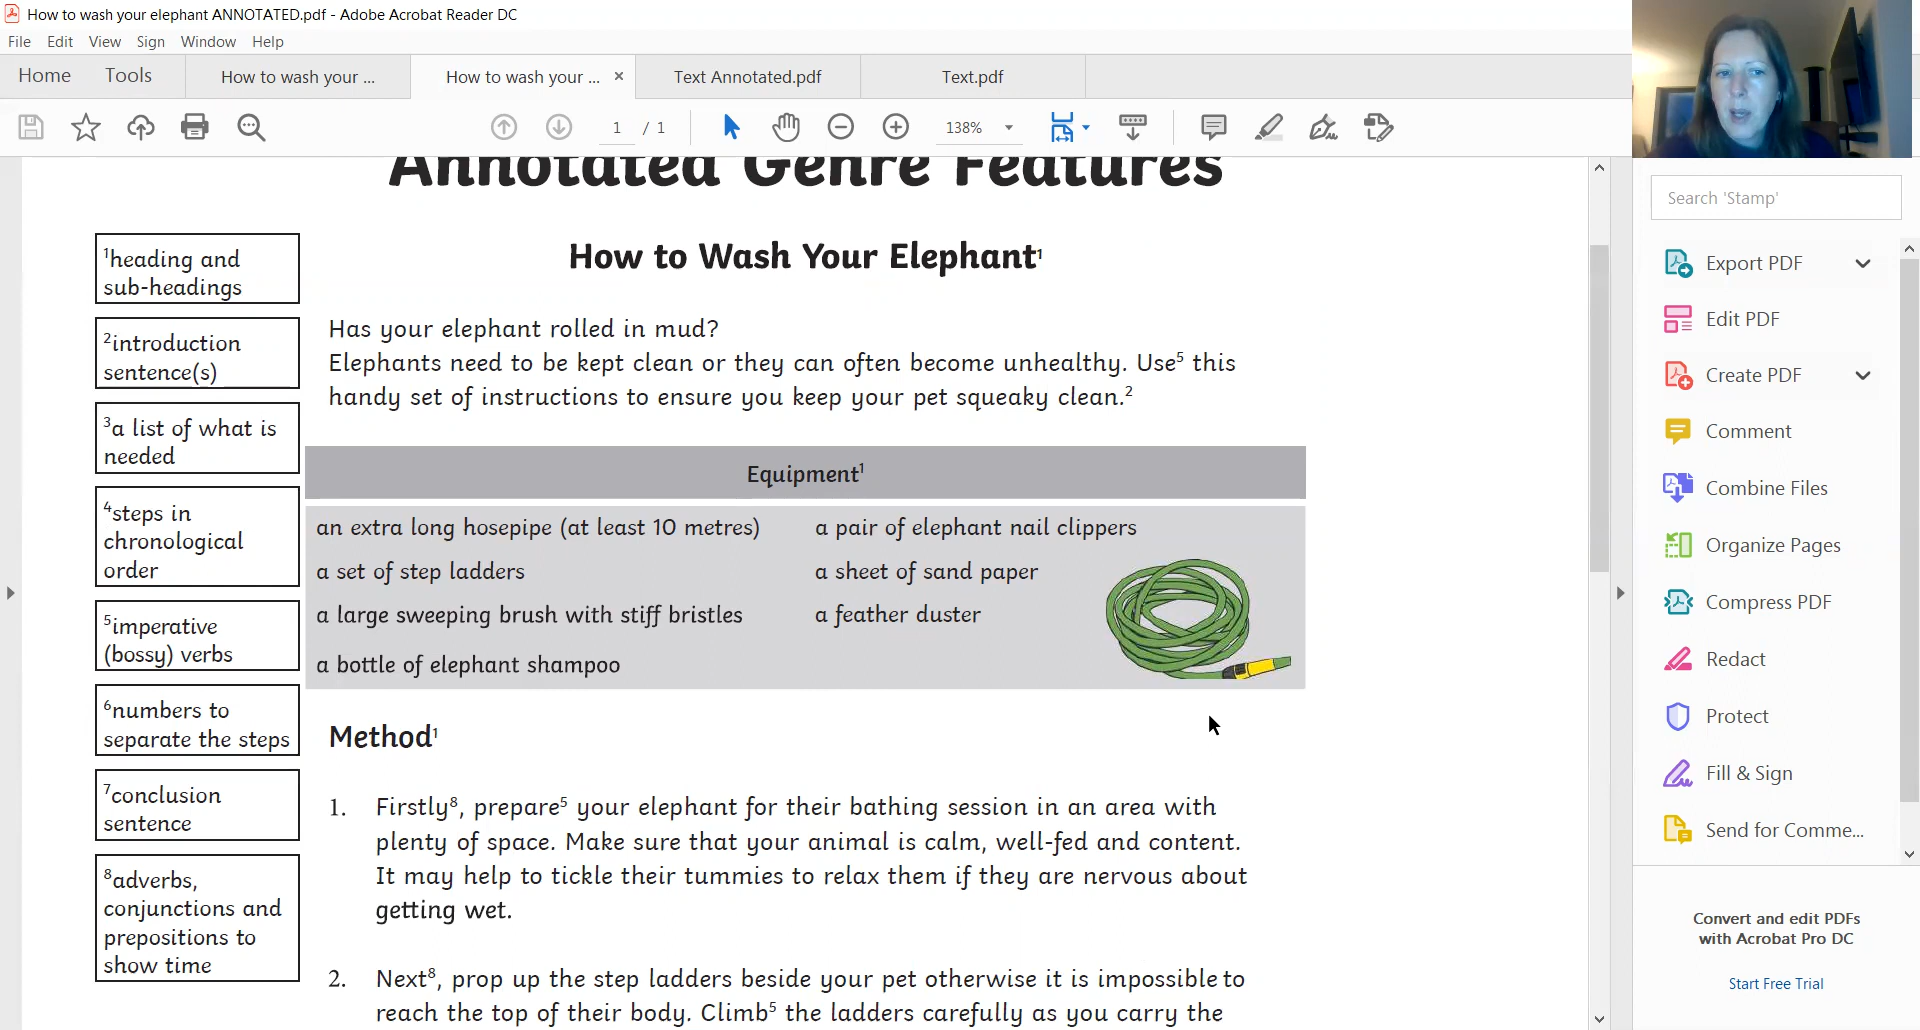 How to wash your elephant ANNOTATED.pdf - Adobe Acrobat Reader DC
File Edit View Sign Window Help
Home Tools How to wash your ... How to wash your ... × Text Annotated.pdf Text.pdf
1 / 1 138%
Annotated Genre Features
¹heading and
sub-headings
²introduction
sentence(s)
³a list of what is
needed
⁴steps in
chronological
order
⁵imperative
(bossy) verbs
⁶numbers to
separate the steps
⁷conclusion
sentence
⁸adverbs,
conjunctions and
prepositions to
show time
How to Wash Your Elephant¹
Has your elephant rolled in mud?
Elephants need to be kept clean or they can often become unhealthy. Use⁵ this
handy set of instructions to ensure you keep your pet squeaky clean.²
Equipment¹
an extra long hosepipe (at least 10 metres)
a set of step ladders
a large sweeping brush with stiff bristles
a bottle of elephant shampoo
a pair of elephant nail clippers
a sheet of sand paper
a feather duster
Method¹
1. Firstly⁸, prepare⁵ your elephant for their bathing session in an area with
plenty of space. Make sure that your animal is calm, well-fed and content.
It may help to tickle their tummies to relax them if they are nervous about
getting wet.
2. Next⁸, prop up the step ladders beside your pet otherwise it is impossible to
reach the top of their body. Climb⁵ the ladders carefully as you carry the
Search 'Stamp'
Export PDF
Edit PDF
Create PDF
Comment
Combine Files
Organize Pages
Compress PDF
Redact
Protect
Fill & Sign
Send for Comme...
Convert and edit PDFs
with Acrobat Pro DC
Start Free Trial